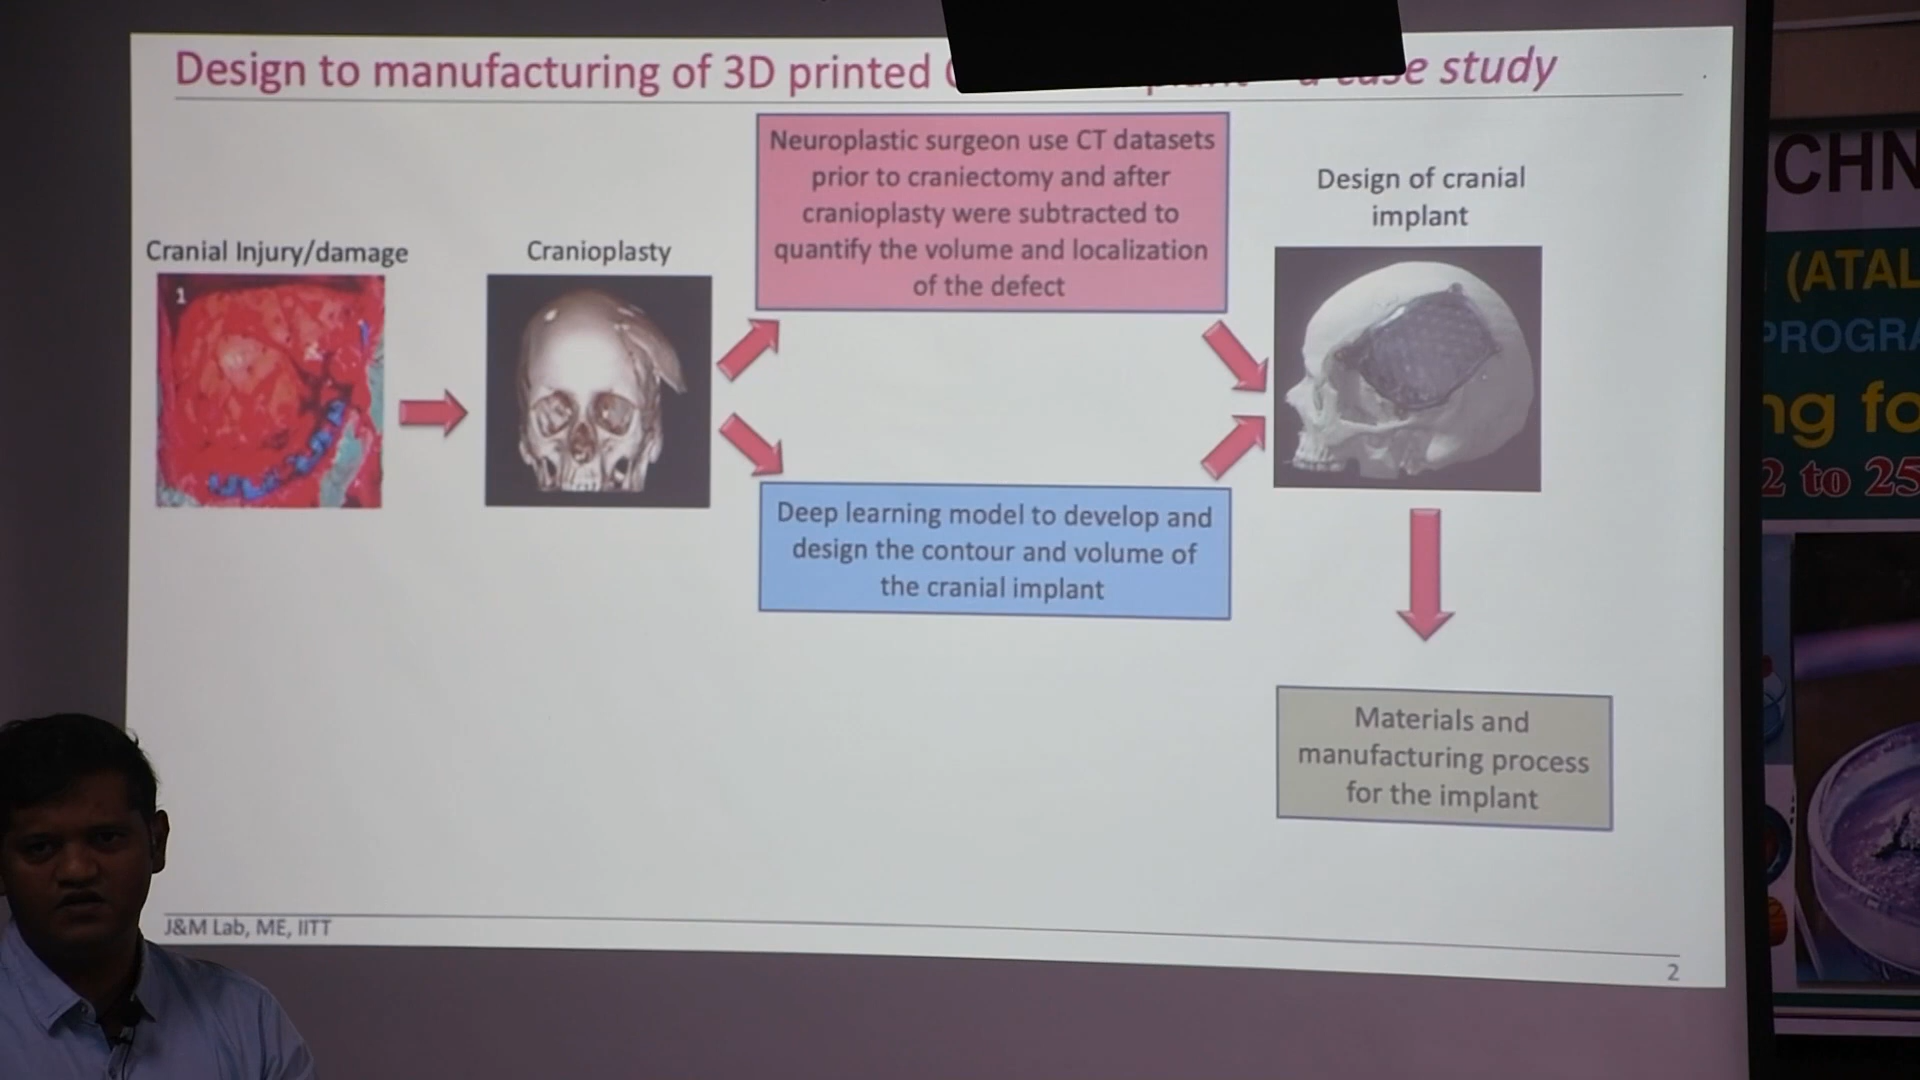 Design to manufacturing of 3D printed
case study
Neuroplastic surgeon use CT datasets
prior to craniectomy and after
cranioplasty were subtracted to
quantify the volume and localization
of the defect
Design of cranial
implant
Cranial Injury/damage
1
Cranioplasty
Deep learning model to develop and
design the contour and volume of
the cranial implant
Materials and
manufacturing process
for the implant
J&M Lab, ME, IITT
2
CHN
(ATAL
PROGRA
ng fo
2 to 25